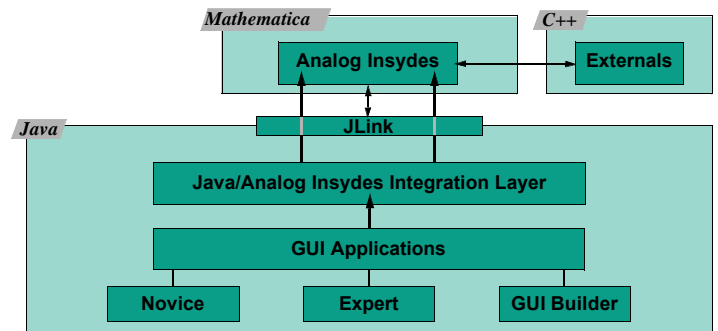 Mathematica
C++
Analog Insydes
Externals
JLink
Java
Java/Analog Insydes Integration Layer
GUI Applications
Novice
Expert
GUI Builder